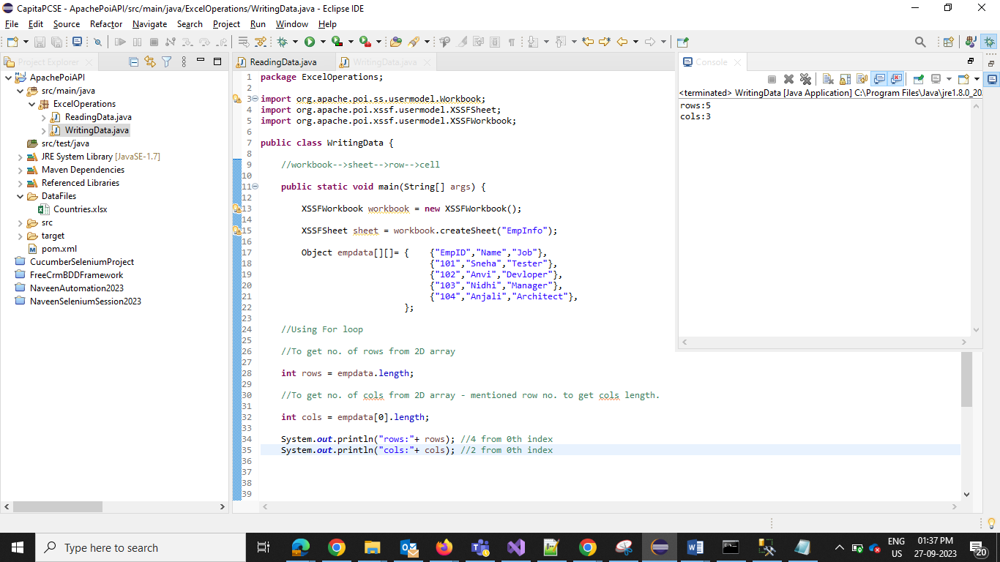 CapitaPCSE - ApachePoiAPI/src/main/java/ExcelOperations/WritingData.java - Eclipse IDE
File Edit Source Refactor Navigate Search Project Run Window Help
Project Explorer
ApachePoiAPI
src/main/java
ExcelOperations
ReadingData.java
WritingData.java
src/test/java
JRE System Library [JavaSE-1.7]
Maven Dependencies
Referenced Libraries
DataFiles
Countries.xlsx
src
target
pom.xml
CucumberSeleniumProject
FreeCrmBDDFramework
NaveenAutomation2023
NaveenSeleniumSession2023
ReadingData.java WritingData.java
1 package ExcelOperations;
2
3 import org.apache.poi.ss.usermodel.Workbook;
4 import org.apache.poi.xssf.usermodel.XSSFSheet;
5 import org.apache.poi.xssf.usermodel.XSSFWorkbook;
6
7 public class WritingData {
8
9 //workbook-->sheet-->row-->cell
10
11 public static void main(String[] args) {
12
13 XSSFWorkbook workbook = new XSSFWorkbook();
14
15 XSSFSheet sheet = workbook.createSheet("EmpInfo");
16
17 Object empdata[][]= { {"EmpID","Name","Job"},
18 {"101","Sneha","Tester"},
19 {"102","Anvi","Devloper"},
20 {"103","Nidhi","Manager"},
21 {"104","Anjali","Architect"},
22 };
23
24 //Using For loop
25
26 //To get no. of rows from 2D array
27
28 int rows = empdata.length;
29
30 //To get no. of cols from 2D array - mentioned row no. to get cols length.
31
32 int cols = empdata[0].length;
33
34 System.out.println("rows:"+ rows); //4 from 0th index
35 System.out.println("cols:"+ cols); //2 from 0th index
36
37
38
39
Console
<terminated> WritingData [Java Application] C:\Program Files\Java\jre1.8.0_20
rows:5
cols:3
Type here to search
ENG
US
01:37 PM
27-09-2023
20